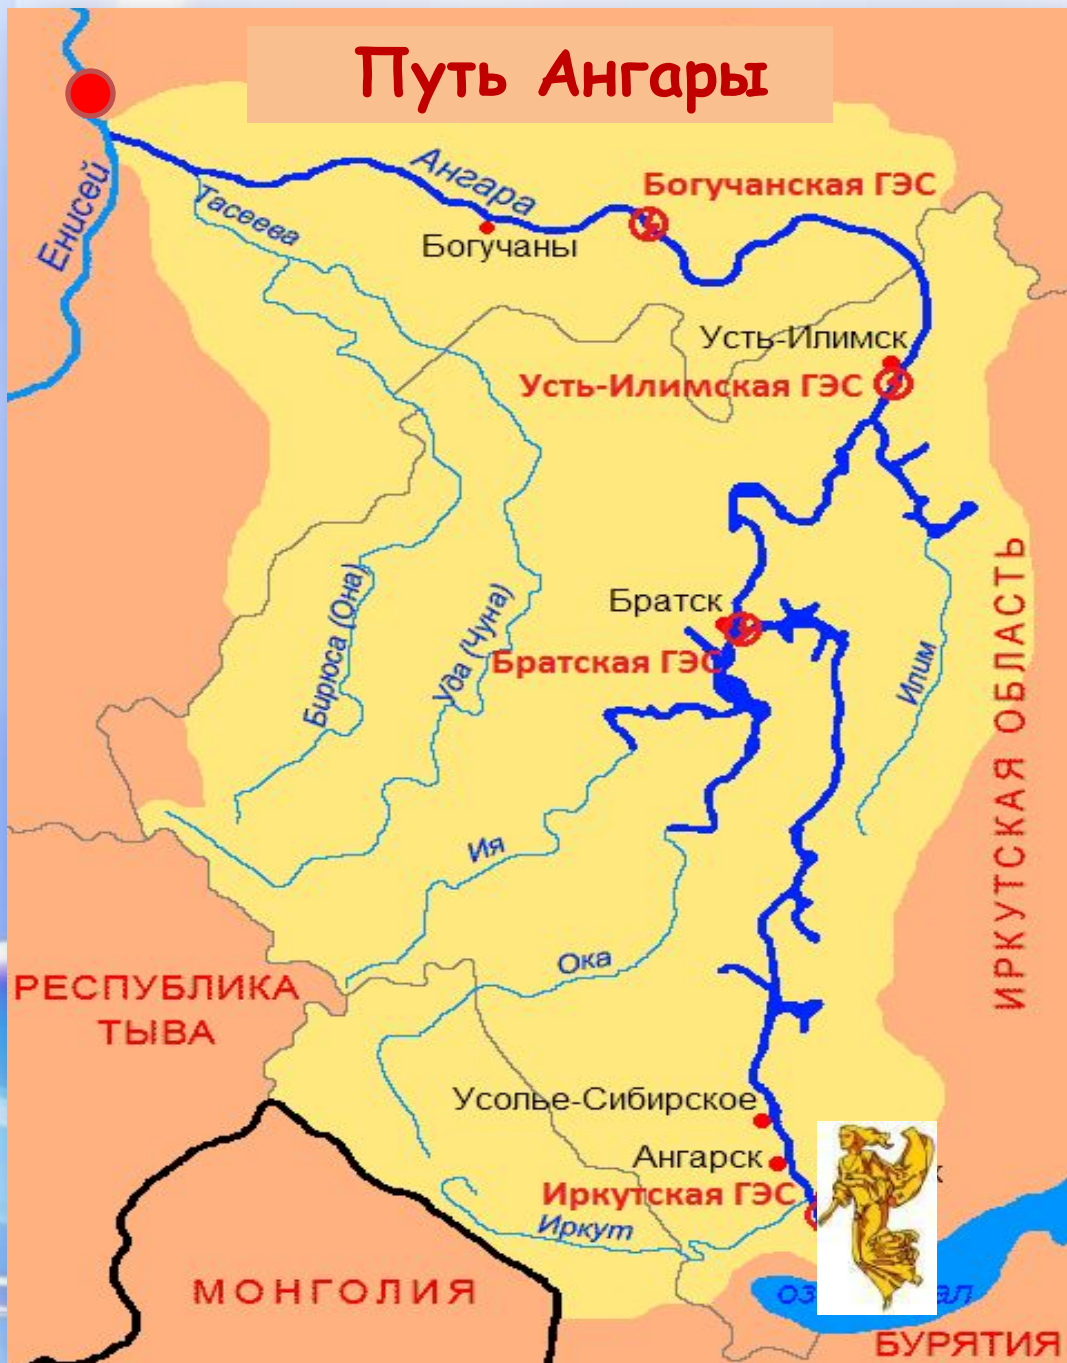 Путь Ангары
Енисей
Ангара
Тасеева
Богучанская ГЭС
Богучаны
Усть-Илимск
Усть-Илимская ГЭС
Братск
Братская ГЭС
Бирюса (Она)
Уда (Чуна)
Илим
ИРКУТСКАЯ ОБЛАСТЬ
Ия
Ока
РЕСПУБЛИКА
ТЫВА
Усолье-Сибирское
Ангарск
Иркутская ГЭС
Иркут
МОНГОЛИЯ
БУРЯТИЯ